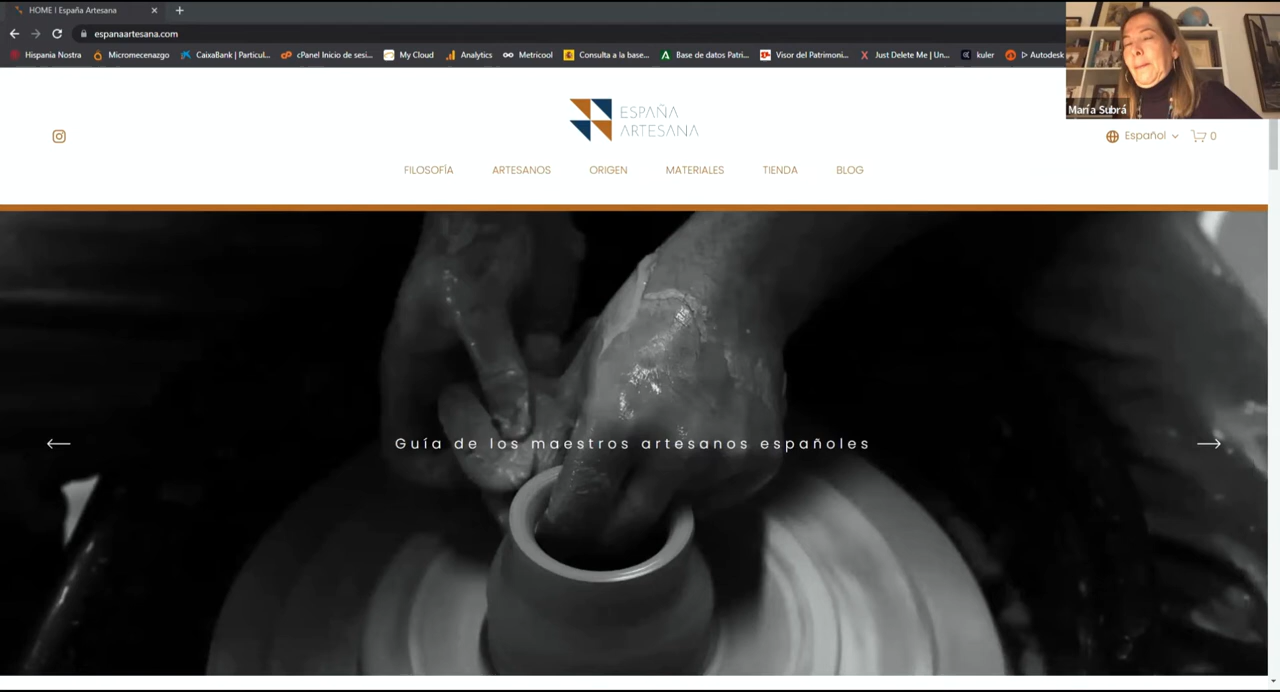 HOME | España Artesana
espanaartesana.com
Hispania Nostra
Micromecenazgo
CaixaBank | Particul...
cPanel Inicio de sesi...
My Cloud
Analytics
Metricool
Consulta a la base...
Base de datos Patri...
Visor del Patrimoni...
Just Delete Me | Un...
kuler
Autodesk
María Subrá
ESPAÑA
ARTESANA
Español
0
FILOSOFÍA
ARTESANOS
ORIGEN
MATERIALES
TIENDA
BLOG
Guía de los maestros artesanos españoles